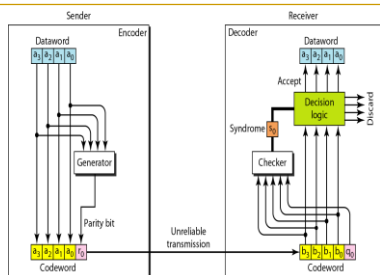 Sender
Receiver
Encoder
Decoder
Dataword
a3 a2 a1 a0
Generator
Parity bit
a3 a2 a1 a0 r0
Codeword
Unreliable
transmission
Dataword
a3 a2 a1 a0
Accept
Decision
logic
Discard
Syndrome
s0
Checker
b3 b2 b1 b0 q0
Codeword